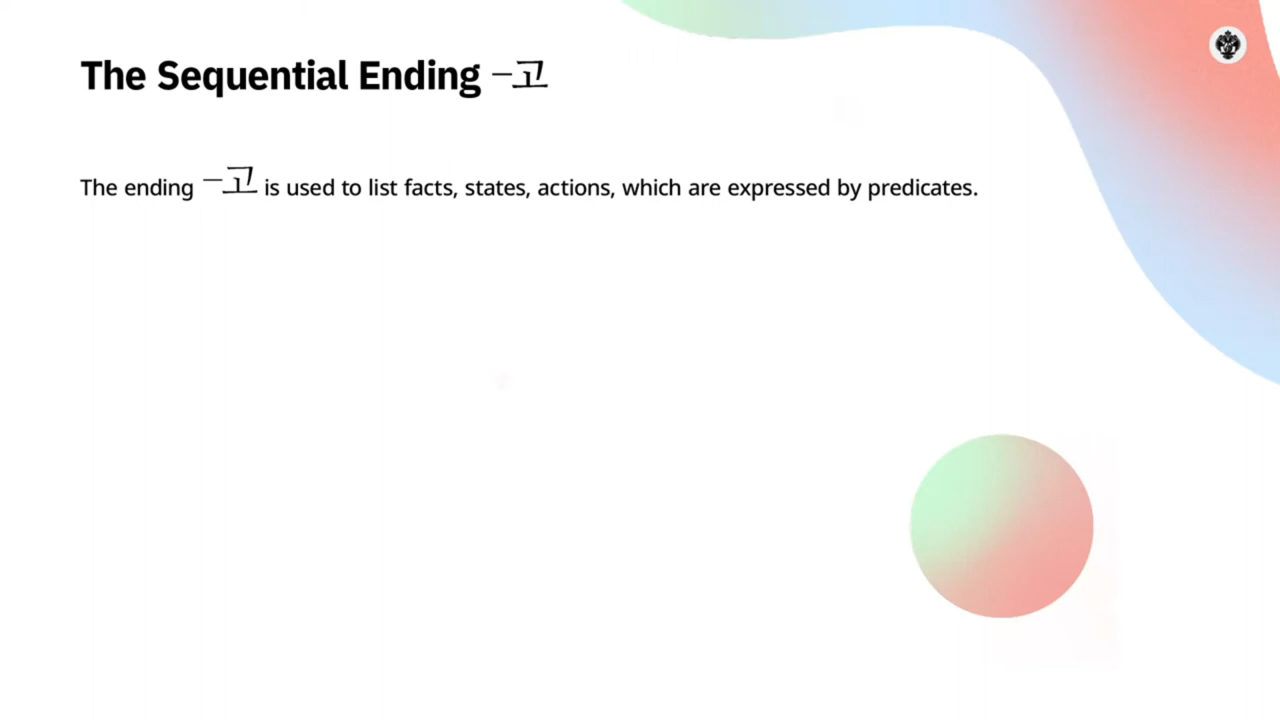 The Sequential Ending –고
The ending –고 is used to list facts, states, actions, which are expressed by predicates.